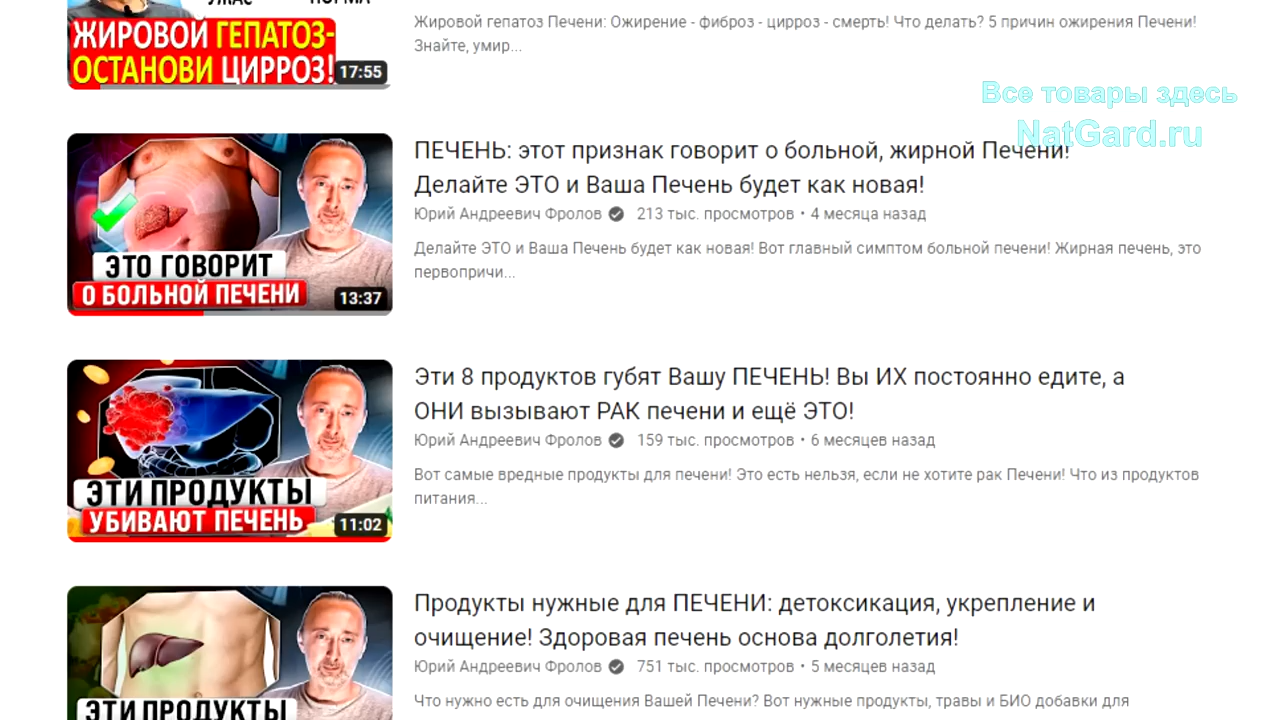 УЖАС НОРМА
ЖИРОВОЙ ГЕПАТОЗ-
ОСТАНОВИ ЦИРРОЗ!
17:55
Жировой гепатоз Печени: Ожирение - фиброз - цирроз - смерть! Что делать? 5 причин ожирения Печени!
Знайте, умир...
Все товары здесь
NatGard.ru
ЭТО ГОВОРИТ
О БОЛЬНОЙ ПЕЧЕНИ
13:37
ПЕЧЕНЬ: этот признак говорит о больной, жирной Печени!
Делайте ЭТО и Ваша Печень будет как новая!
Юрий Андреевич Фролов 213 тыс. просмотров • 4 месяца назад
Делайте ЭТО и Ваша Печень будет как новая! Вот главный симптом больной печени! Жирная печень, это
первопричи...
ЭТИ ПРОДУКТЫ
УБИВАЮТ ПЕЧЕНЬ
11:02
Эти 8 продуктов губят Вашу ПЕЧЕНЬ! Вы ИХ постоянно едите, а
ОНИ вызывают РАК печени и ещё ЭТО!
Юрий Андреевич Фролов 159 тыс. просмотров • 6 месяцев назад
Вот самые вредные продукты для печени! Это есть нельзя, если не хотите рак Печени! Что из продуктов
питания...
ЭТИ ПРОДУКТЫ
Продукты нужные для ПЕЧЕНИ: детоксикация, укрепление и
очищение! Здоровая печень основа долголетия!
Юрий Андреевич Фролов 751 тыс. просмотров • 5 месяцев назад
Что нужно есть для очищения Вашей Печени? Вот нужные продукты, травы и БИО добавки для